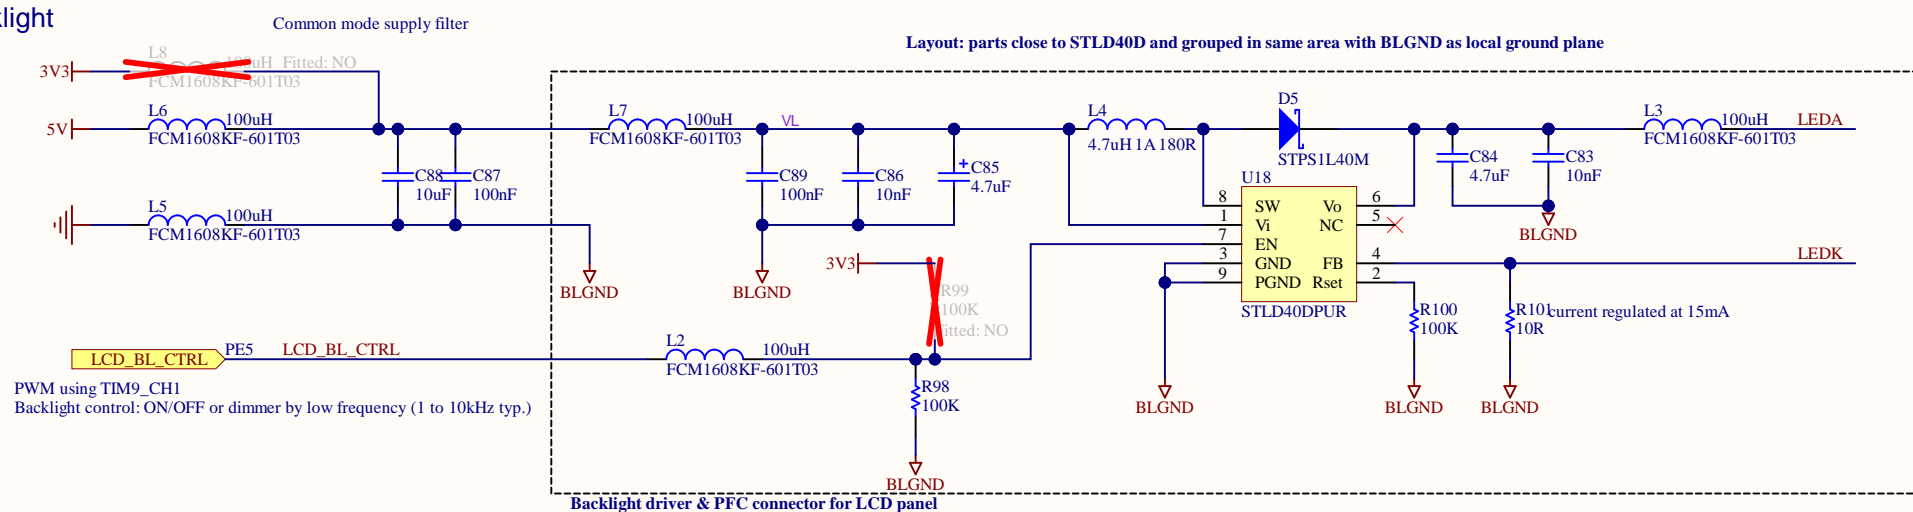 light
Common mode supply filter
Layout: parts close to STLD40D and grouped in same area with BLGND as local ground plane
L8
uH Fitted: NO
FCM1608KF-601T03
3V3
L6
100uH
FCM1608KF-601T03
5V
L7
100uH
FCM1608KF-601T03
VL
L4
4.7uH 1A 180R
D5
STPS1L40M
L3
100uH
FCM1608KF-601T03
LEDA
C88
10uF
C87
100nF
C89
100nF
C86
10nF
+
C85
4.7uF
C84
4.7uF
C83
10nF
BLGND
L5
100uH
FCM1608KF-601T03
BLGND
BLGND
U18
8
SW
1
Vi
7
EN
3
GND
9
PGND
Vo
6
NC
5
FB
4
Rset
2
STLD40DPUR
LEDK
3V3
R99
100K
itted: NO
R100
100K
R101
10R
current regulated at 15mA
BLGND
BLGND
BLGND
LCD_BL_CTRL
PE5
LCD_BL_CTRL
L2
100uH
FCM1608KF-601T03
R98
100K
BLGND
PWM using TIM9_CH1
Backlight control: ON/OFF or dimmer by low frequency (1 to 10kHz typ.)
Backlight driver & PFC connector for LCD panel